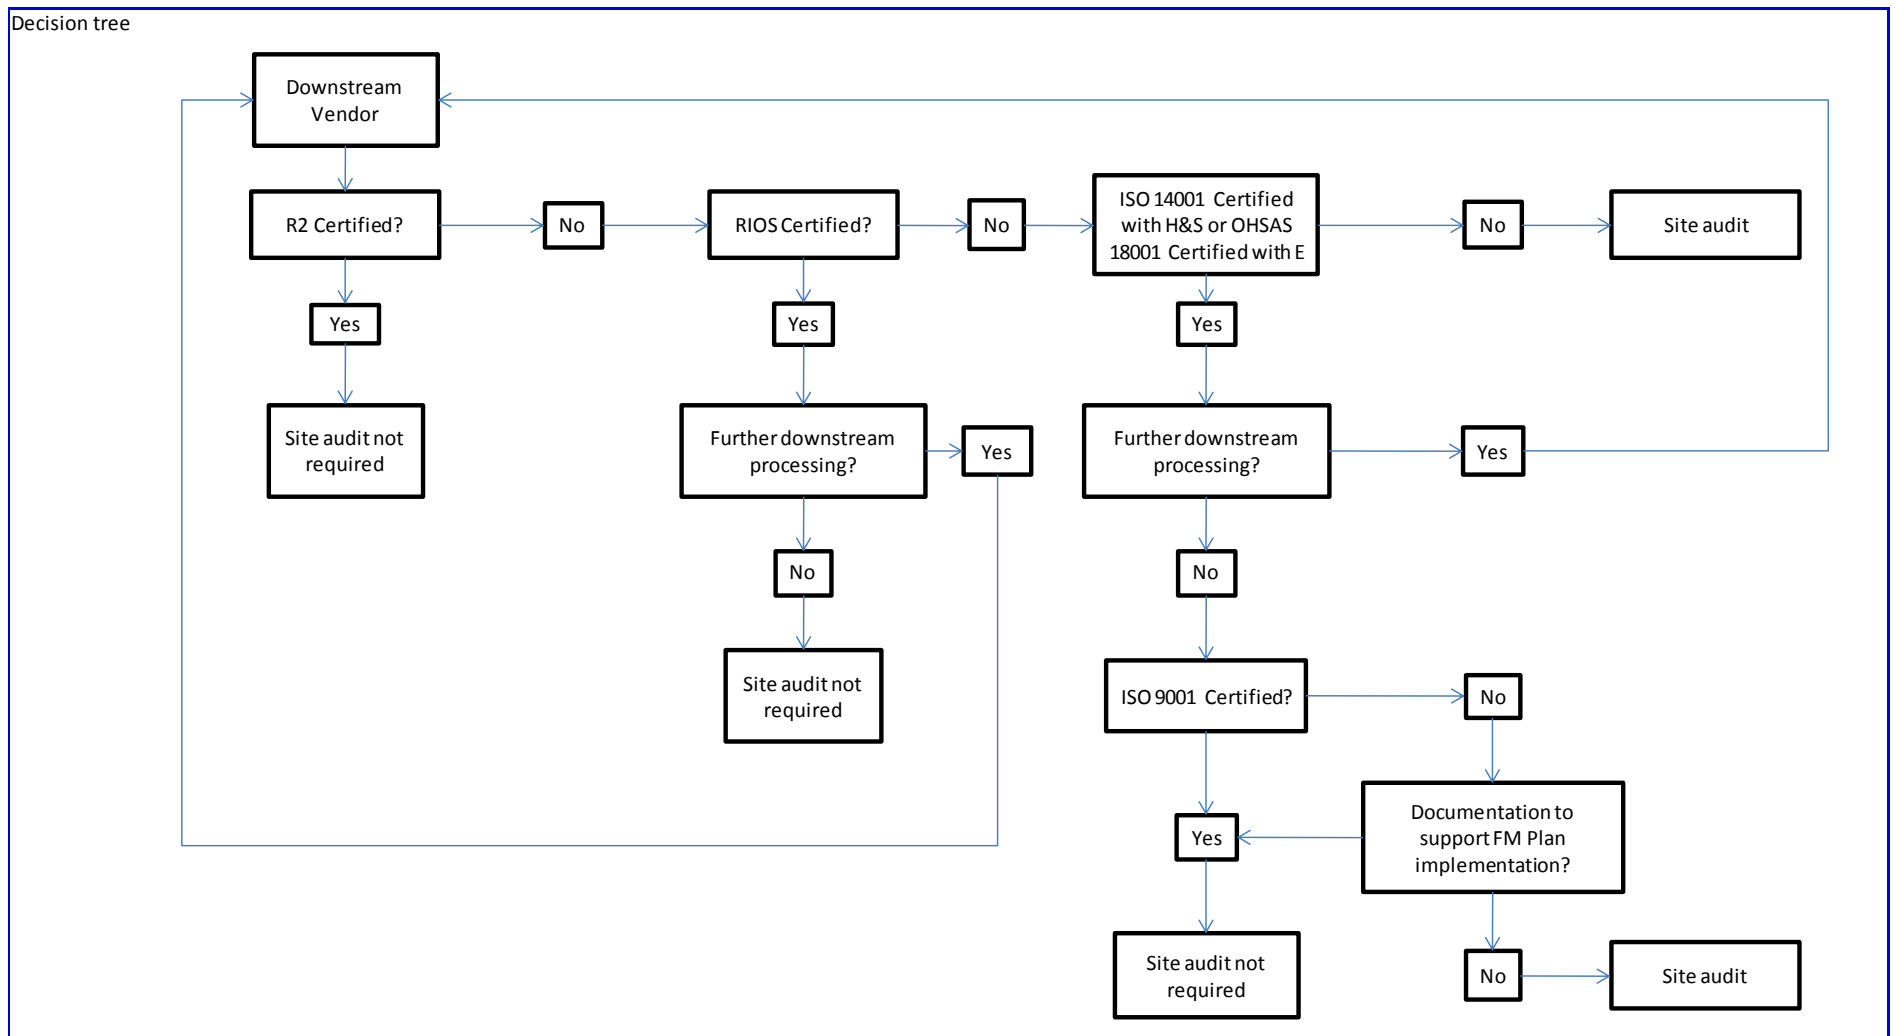 Decision tree
Downstream
Vendor
R2 Certified?
No
RIOS Certified?
No
ISO 14001 Certified
with H&S or OHSAS
18001 Certified with E
No
Site audit
Yes
Yes
Yes
Site audit not
required
Further downstream
processing?
Yes
Further downstream
processing?
Yes
No
No
Site audit not
required
ISO 9001 Certified?
No
Documentation to
support FM Plan
implementation?
Yes
Site audit not
required
No
Site audit